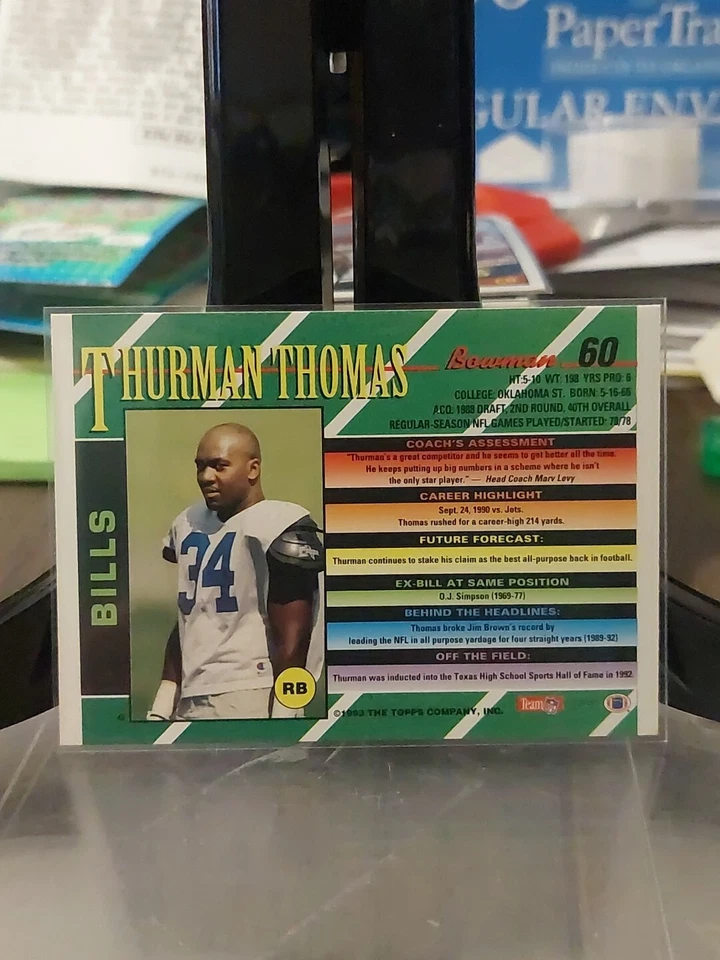 Paper
GULAR ENV
THURMAN THOMAS
Bowman 60
HT: 5-10 WT: 198 YRS PRO: 6
COLLEGE: OKLAHOMA ST. BORN: 5-16-66
ACQ: 1988 DRAFT, 2ND ROUND, 40TH OVERALL
REGULAR-SEASON NFL GAMES PLAYED/STARTED: 78/78
COACH'S ASSESSMENT
"Thurman's a great competitor and he seems to get better all the time.
He keeps putting up big numbers in a scheme where he isn't
the only star player." — Head Coach Marv Levy
CAREER HIGHLIGHT
Sept. 24, 1990 vs. Jets.
Thomas rushed for a career-high 214 yards.
FUTURE FORECAST:
Thurman continues to stake his claim as the best all-purpose back in football.
EX-BILL AT SAME POSITION
O.J. Simpson (1969-77)
BEHIND THE HEADLINES:
Thomas broke Jim Brown's record by
leading the NFL in all purpose yardage for four straight years (1989-92)
OFF THE FIELD:
Thurman was inducted into the Texas High School Sports Hall of Fame in 1992.
BILLS
34
RB
©1993 THE TOPPS COMPANY, INC.
Team NFL